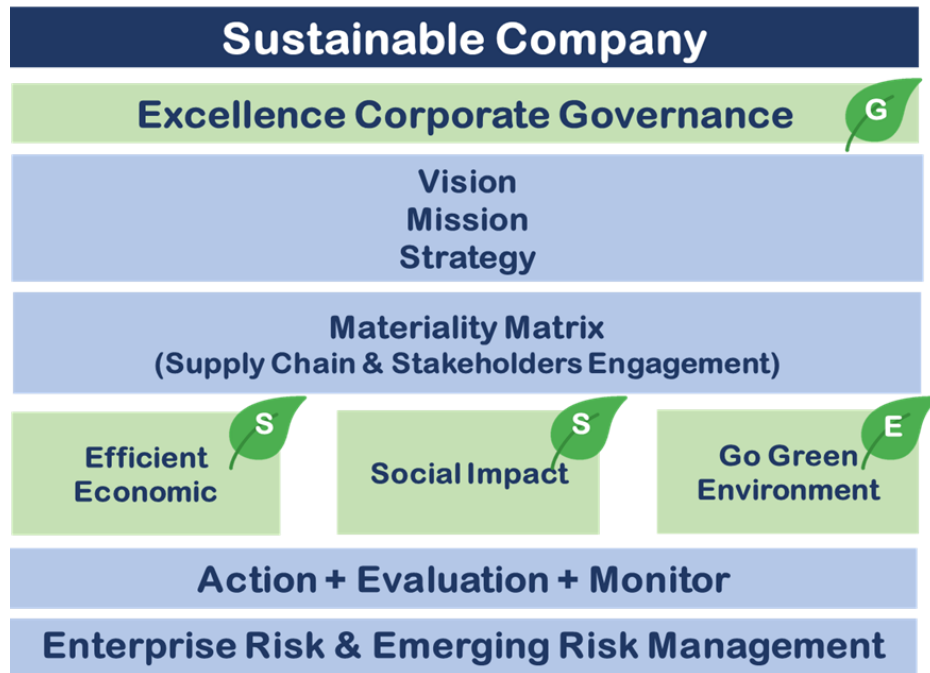 Sustainable Company
Excellence Corporate Governance
G
Vision
Mission
Strategy
Materiality Matrix
(Supply Chain & Stakeholders Engagement)
S
Efficient
Economic
S
Social Impact
E
Go Green
Environment
Action + Evaluation + Monitor
Enterprise Risk & Emerging Risk Management